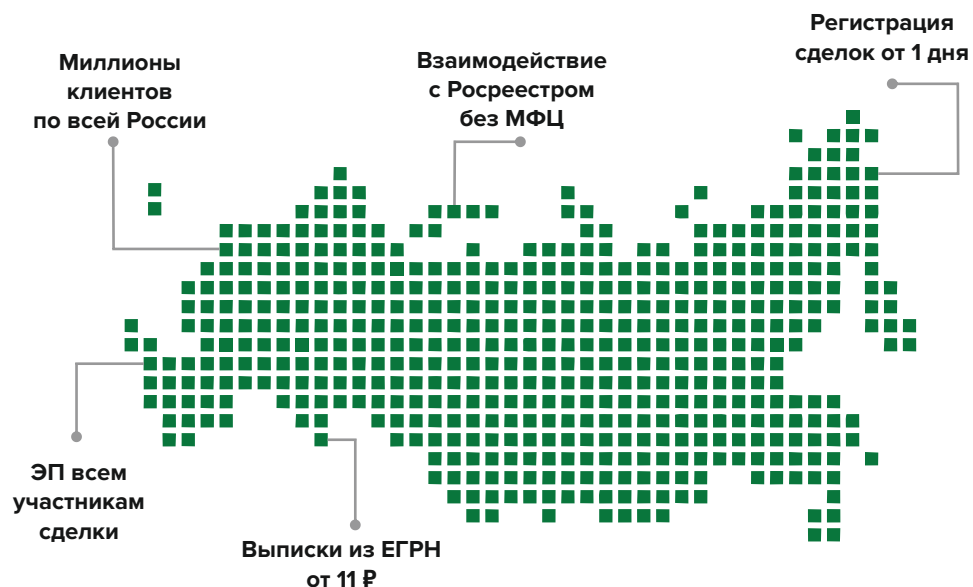 Регистрация
сделок от 1 дня
Миллионы
клиентов
по всей России
Взаимодействие
с Росреестром
без МФЦ
ЭП всем
участникам
сделки
Выписки из ЕГРН
от 11 ₽